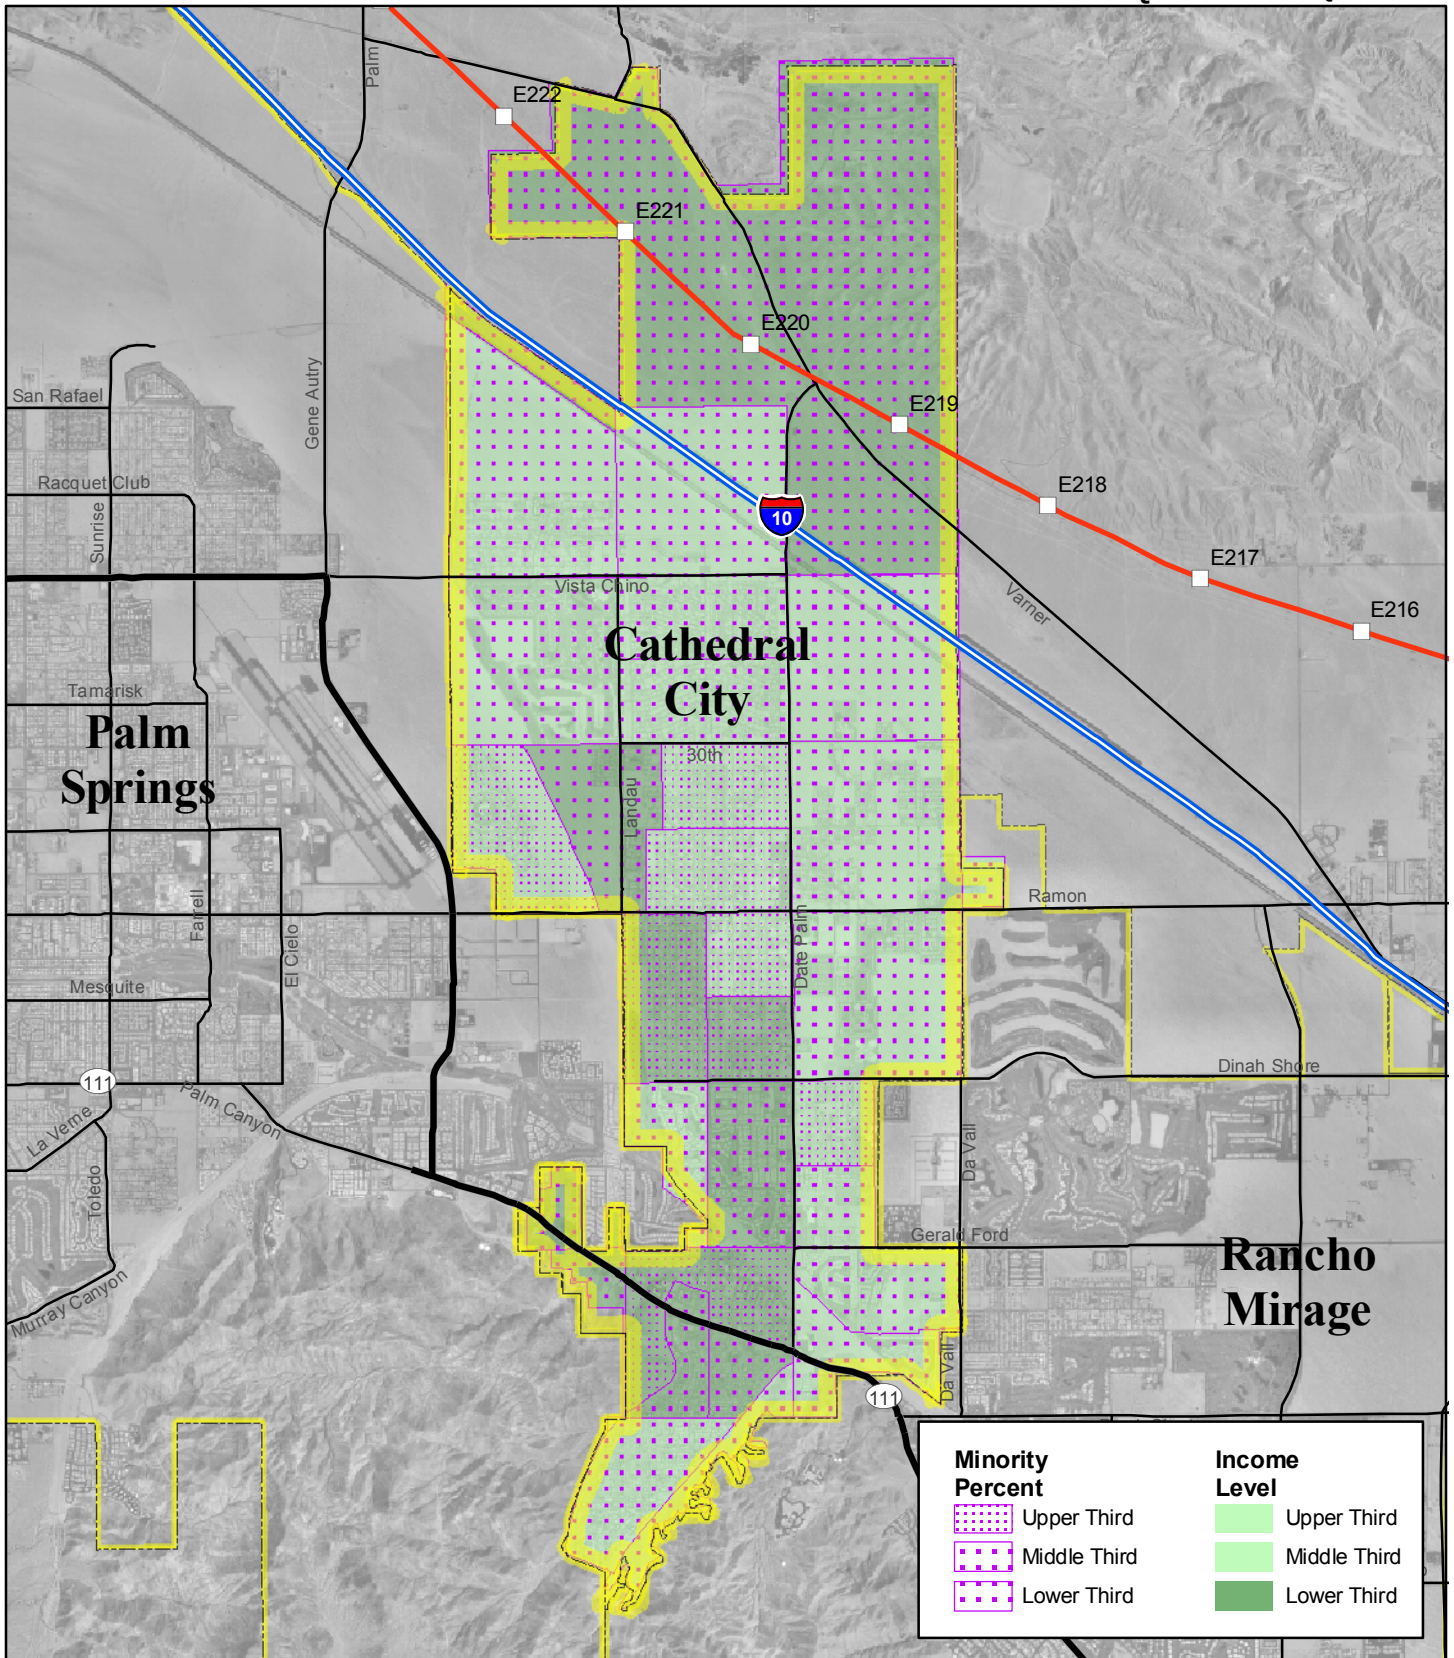 Palm
E222
E221
E220
E219
E218
E217
E216
San Rafael
Gene Autry
Racquet Club
Sunrise
10
Vista Chino
Varner
Cathedral
City
Tamarisk
Palm
Springs
30th
Landau
Ramon
Farrell
El Cielo
Date Palm
Mesquite
Dinah Shore
111
Palm Canyon
La Verne
Da Vall
Toledo
Gerald Ford
Rancho
Mirage
Murray Canyon
Da Vall
111
Minority
Percent
Income
Level
Upper Third
Upper Third
Middle Third
Middle Third
Lower Third
Lower Third